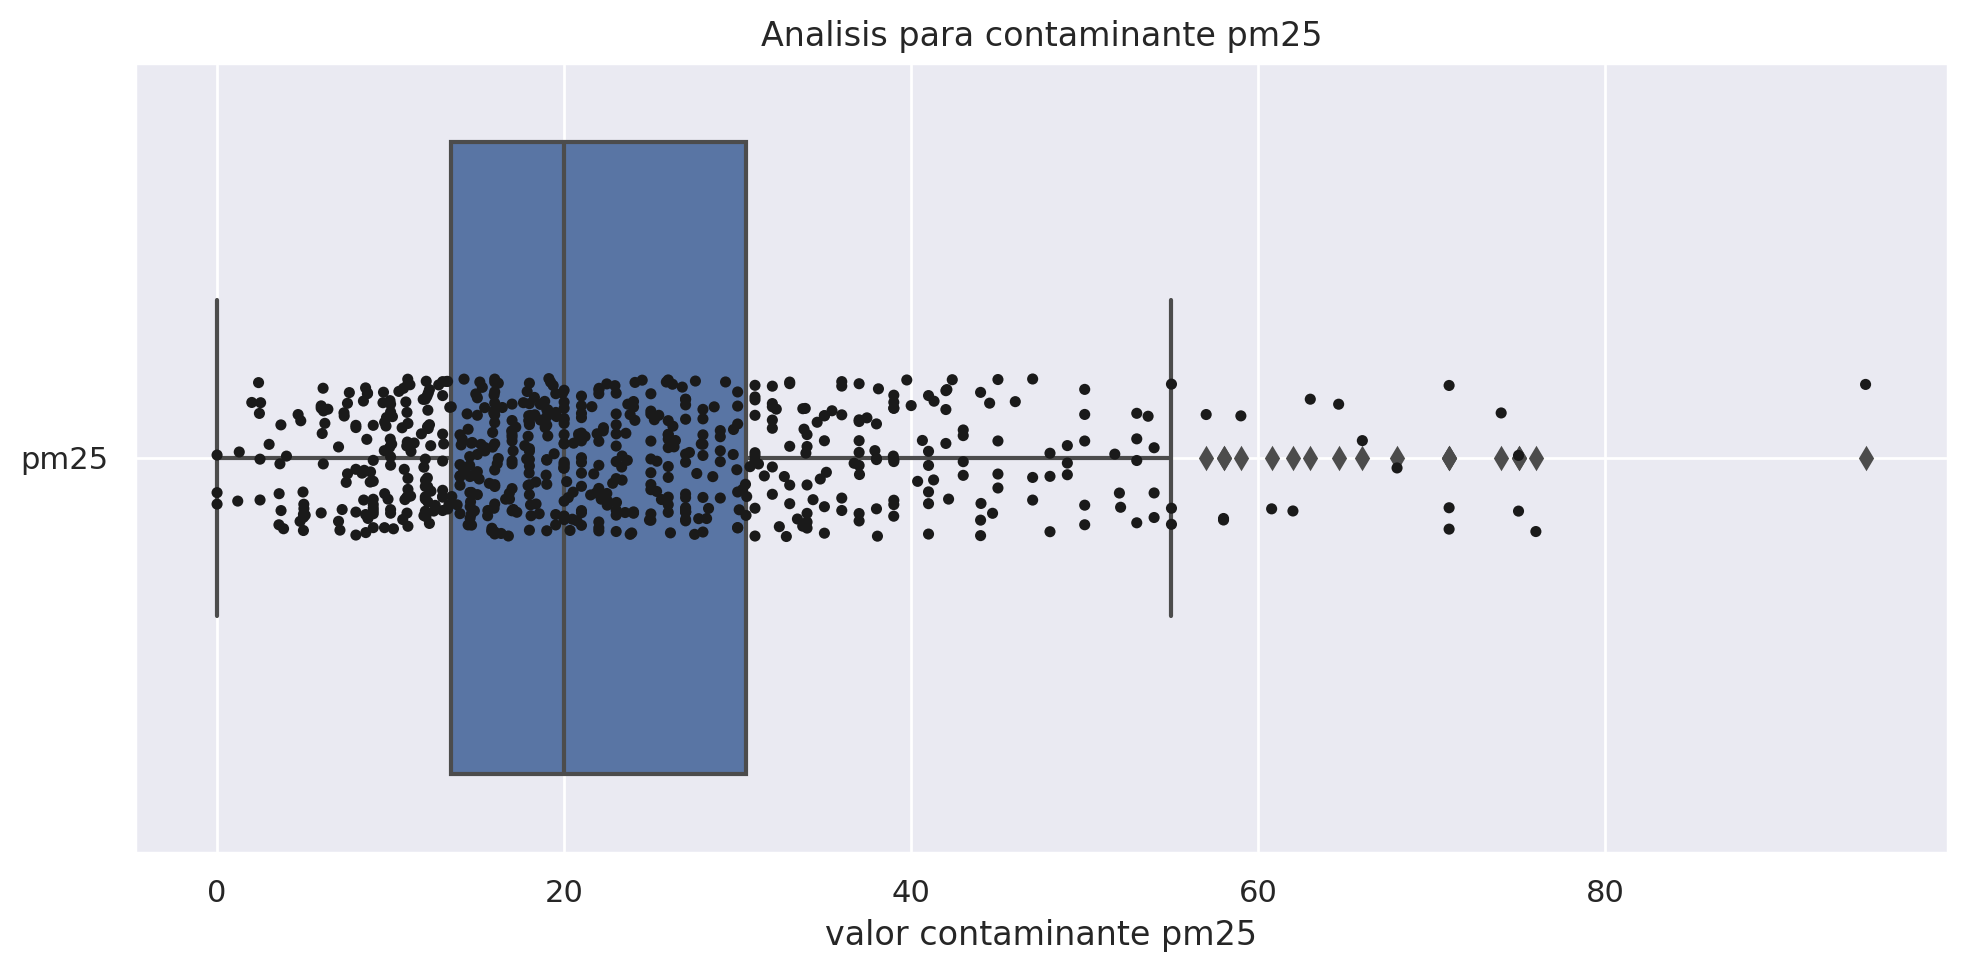 Analisis para contaminante pm25
pm25
0 20 40 60 80
valor contaminante pm25